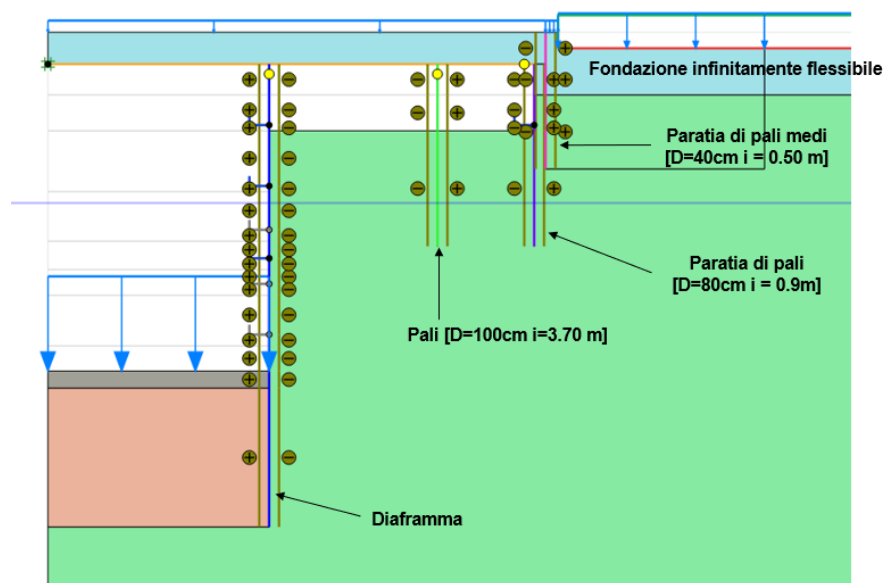 Fondazione infinitamente flessibile
Paratia di pali medi
[D=40cm i = 0.50 m]
Paratia di pali
[D=80cm i = 0.9m]
Pali [D=100cm i=3.70 m]
Diaframma